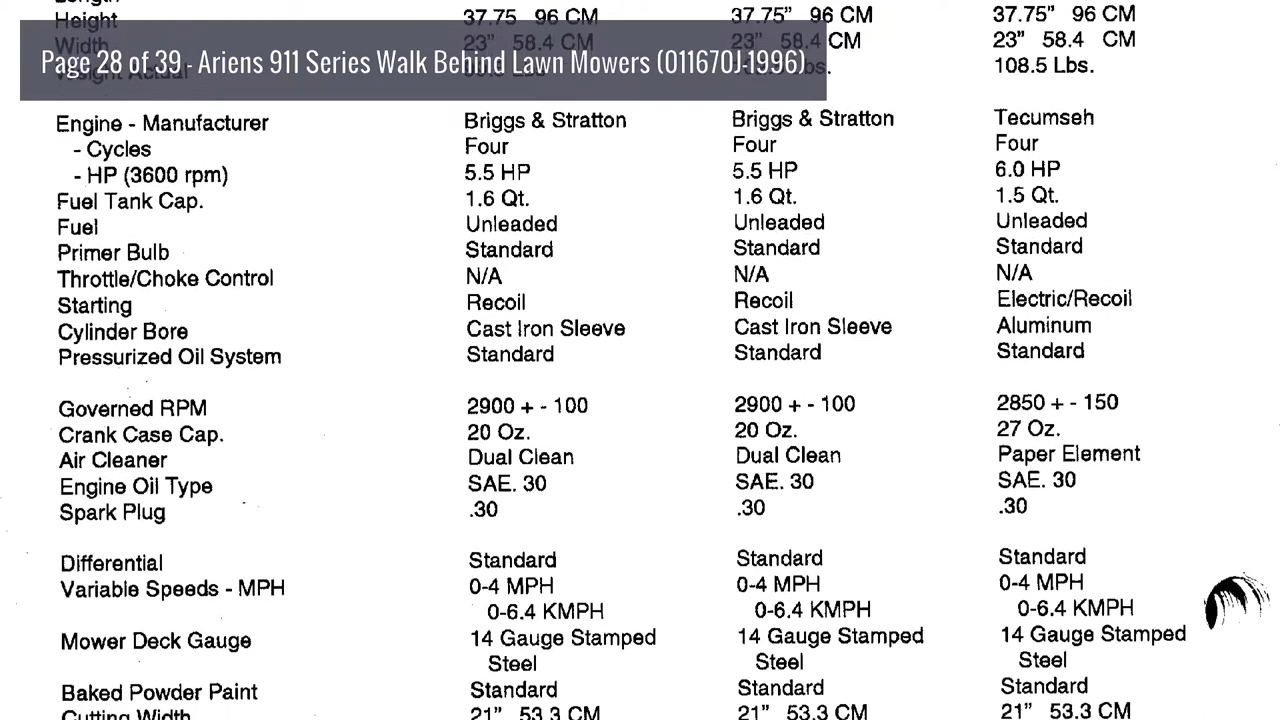 Height 37.75 96 CM 37.75" 96 CM 37.75" 96 CM
Width 23" 58.4 CM 23" 58.4 CM 23" 58.4 CM
Page 28 of 39 - Ariens 911 Series Walk Behind Lawn Mowers (011670J-1996)
Weight Actual Lbs. 108.5 Lbs.
Engine - Manufacturer Briggs & Stratton Briggs & Stratton Tecumseh
- Cycles Four Four Four
- HP (3600 rpm) 5.5 HP 5.5 HP 6.0 HP
Fuel Tank Cap. 1.6 Qt. 1.6 Qt. 1.5 Qt.
Fuel Unleaded Unleaded Unleaded
Primer Bulb Standard Standard Standard
Throttle/Choke Control N/A N/A N/A
Starting Recoil Recoil Electric/Recoil
Cylinder Bore Cast Iron Sleeve Cast Iron Sleeve Aluminum
Pressurized Oil System Standard Standard Standard
Governed RPM 2900 + - 100 2900 + - 100 2850 + - 150
Crank Case Cap. 20 Oz. 20 Oz. 27 Oz.
Air Cleaner Dual Clean Dual Clean Paper Element
Engine Oil Type SAE. 30 SAE. 30 SAE. 30
Spark Plug .30 .30 .30
Differential Standard Standard Standard
Variable Speeds - MPH 0-4 MPH 0-4 MPH 0-4 MPH
0-6.4 KMPH 0-6.4 KMPH 0-6.4 KMPH
Mower Deck Gauge 14 Gauge Stamped 14 Gauge Stamped 14 Gauge Stamped
Steel Steel Steel
Baked Powder Paint Standard Standard Standard
Cutting Width 21" 53.3 CM 21" 53.3 CM 21" 53.3 CM